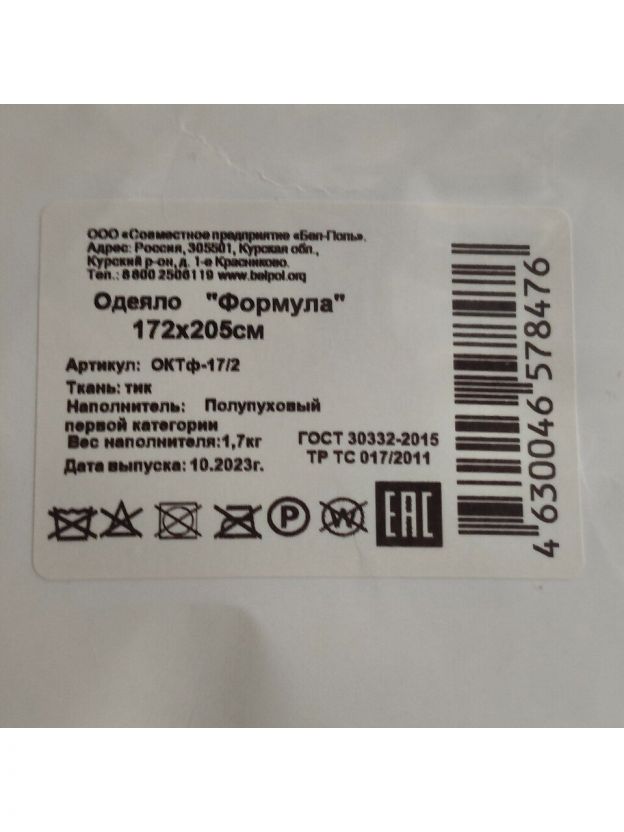 ООО «Совместное предприятие «Бел-Поль».
Адрес: Россия, 305501, Курская обл.,
Курский р-он, д. 1-е Красниково.
Тел.: 8 800 2506119 www.belpol.org
Одеяло "Формула"
172х205см
Артикул: ОКТф-17/2
Ткань: тик
Наполнитель: Полупуховый
первой категории
Вес наполнителя:1,7кг
Дата выпуска: 10.2023г.
ГОСТ 30332-2015
ТР ТС 017/2011
P
W
EAC
4 630046 578476